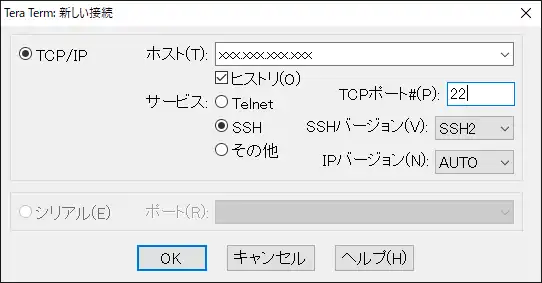 Tera Term: 新しい接続
TCP/IP
ホスト(T):
xxx.xxx.xxx.xxx
ヒストリ(O)
サービス:
Telnet
TCPポート#(P):
22
SSH
SSHバージョン(V):
SSH2
その他
IPバージョン(N):
AUTO
シリアル(E)
ポート(R):
OK
キャンセル
ヘルプ(H)